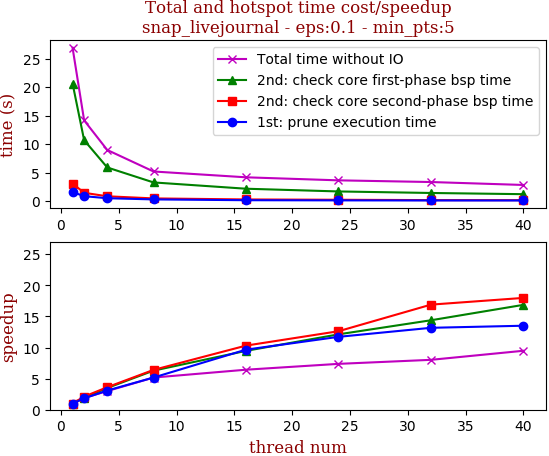 Total and hotspot time cost/speedup
snap_livejournal - eps:0.1 - min_pts:5
time (s)
25
20
15
10
5
0
Total time without IO
2nd: check core first-phase bsp time
2nd: check core second-phase bsp time
1st: prune execution time
0 5 10 15 20 25 30 35 40
speedup
25
20
15
10
5
0
0 5 10 15 20 25 30 35 40
thread num